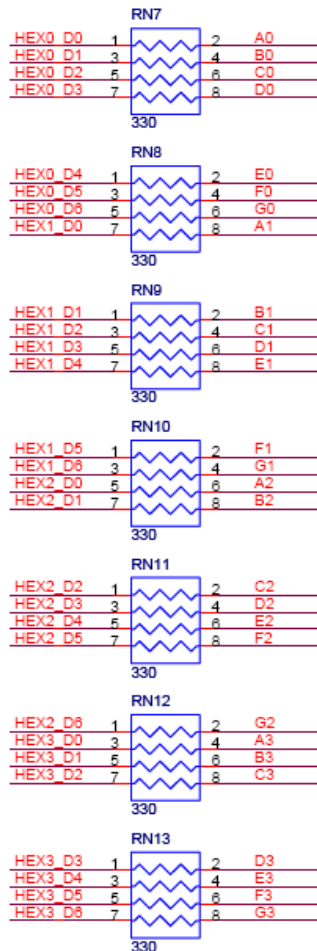 RN7
HEX0_D0 1 2 A0
HEX0_D1 3 4 B0
HEX0_D2 5 6 C0
HEX0_D3 7 8 D0
330
RN8
HEX0_D4 1 2 E0
HEX0_D5 3 4 F0
HEX0_D6 5 6 G0
HEX1_D0 7 8 A1
330
RN9
HEX1_D1 1 2 B1
HEX1_D2 3 4 C1
HEX1_D3 5 6 D1
HEX1_D4 7 8 E1
330
RN10
HEX1_D5 1 2 F1
HEX1_D6 3 4 G1
HEX2_D0 5 6 A2
HEX2_D1 7 8 B2
330
RN11
HEX2_D2 1 2 C2
HEX2_D3 3 4 D2
HEX2_D4 5 6 E2
HEX2_D5 7 8 F2
330
RN12
HEX2_D6 1 2 G2
HEX3_D0 3 4 A3
HEX3_D1 5 6 B3
HEX3_D2 7 8 C3
330
RN13
HEX3_D3 1 2 D3
HEX3_D4 3 4 E3
HEX3_D5 5 6 F3
HEX3_D6 7 8 G3
330